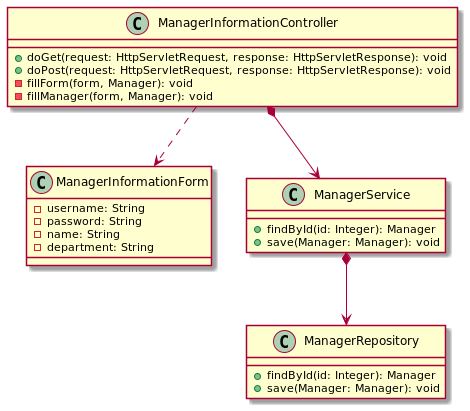 C ManagerInformationController
doGet(request: HttpServletRequest, response: HttpServletResponse): void
doPost(request: HttpServletRequest, response: HttpServletResponse): void
fillForm(form, Manager): void
fillManager(form, Manager): void
C ManagerInformationForm
username: String
password: String
name: String
department: String
C ManagerService
findById(id: Integer): Manager
save(Manager: Manager): void
C ManagerRepository
findById(id: Integer): Manager
save(Manager: Manager): void